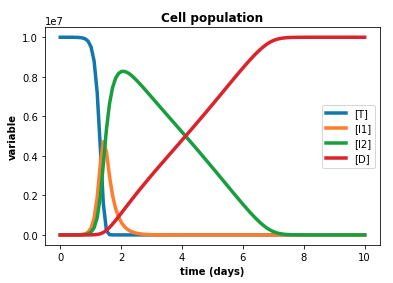 Cell population
1e7
variable
1.0
0.8
0.6
0.4
0.2
0.0
[T]
[I1]
[I2]
[D]
0 2 4 6 8 10
time (days)